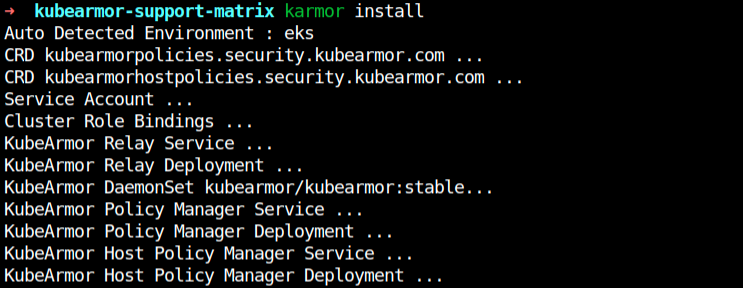 ➜ kubearmor-support-matrix karmor install
Auto Detected Environment : eks
CRD kubearmorpolicies.security.kubearmor.com ...
CRD kubearmorhostpolicies.security.kubearmor.com ...
Service Account ...
Cluster Role Bindings ...
KubeArmor Relay Service ...
KubeArmor Relay Deployment ...
KubeArmor DaemonSet kubearmor/kubearmor:stable...
KubeArmor Policy Manager Service ...
KubeArmor Policy Manager Deployment ...
KubeArmor Host Policy Manager Service ...
KubeArmor Host Policy Manager Deployment ...